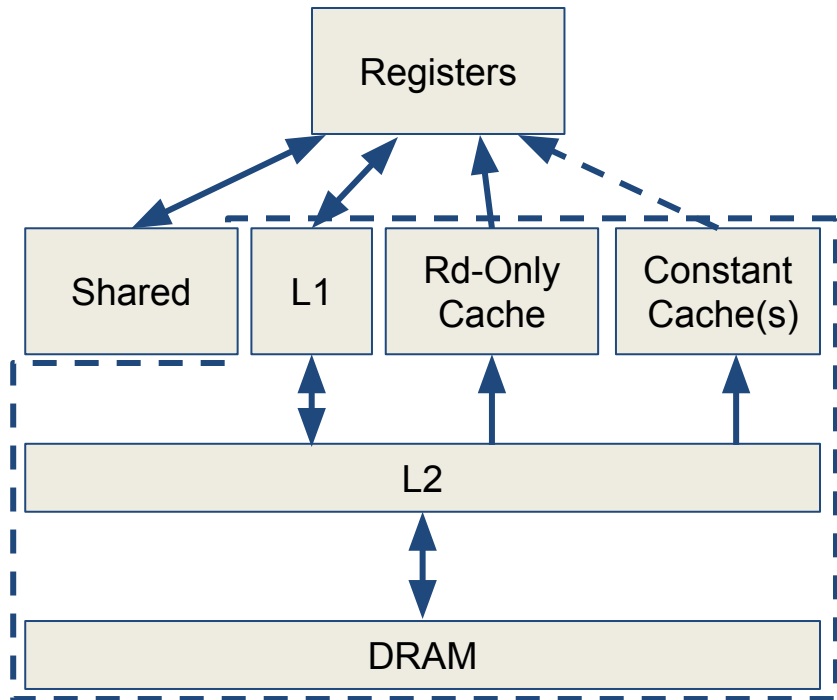 Registers
Shared
L1
Rd-Only
Cache
Constant
Cache(s)
L2
DRAM